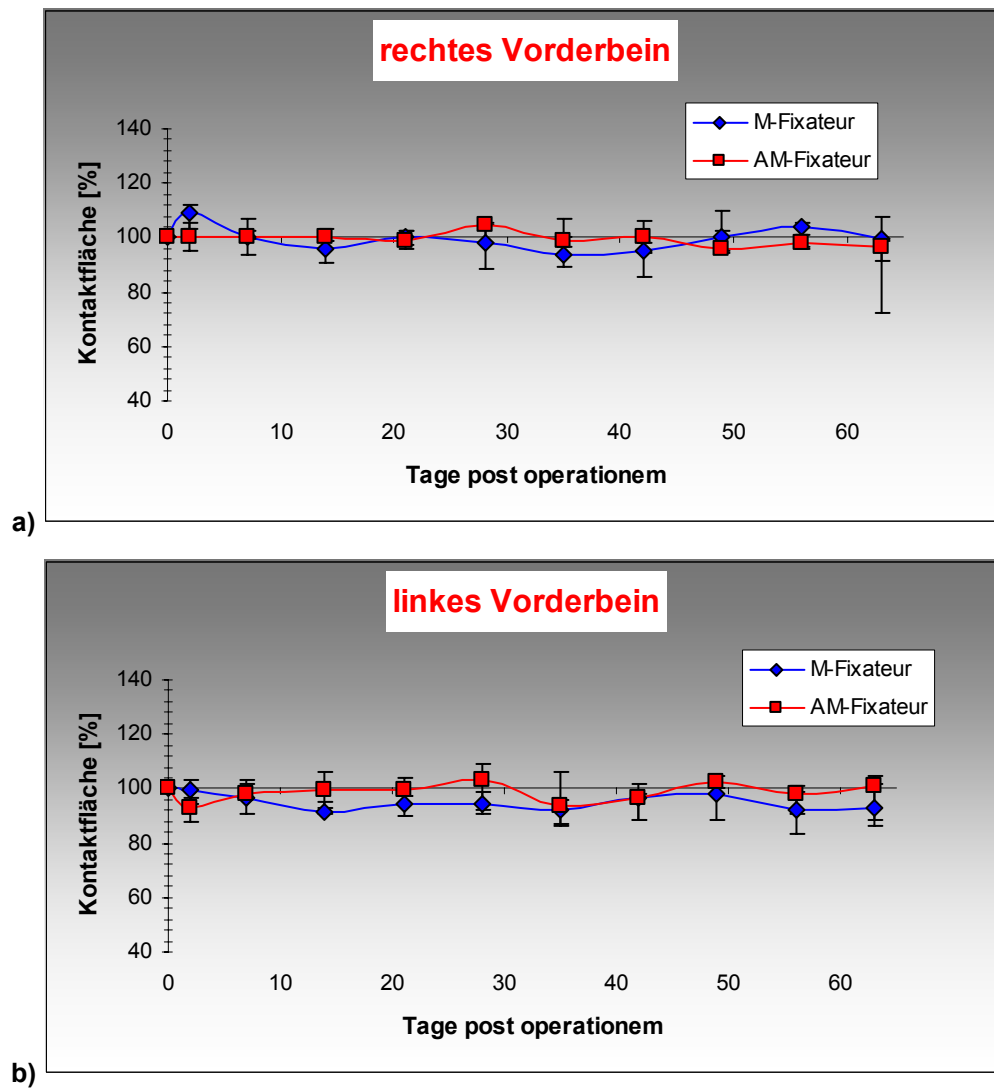 rechtes Vorderbein
M-Fixateur
AM-Fixateur
Kontaktfläche [%]
140
120
100
80
60
40
0 10 20 30 40 50 60
Tage post operationem
a)
linkes Vorderbein
M-Fixateur
AM-Fixateur
Kontaktfläche [%]
140
120
100
80
60
40
0 10 20 30 40 50 60
Tage post operationem
b)